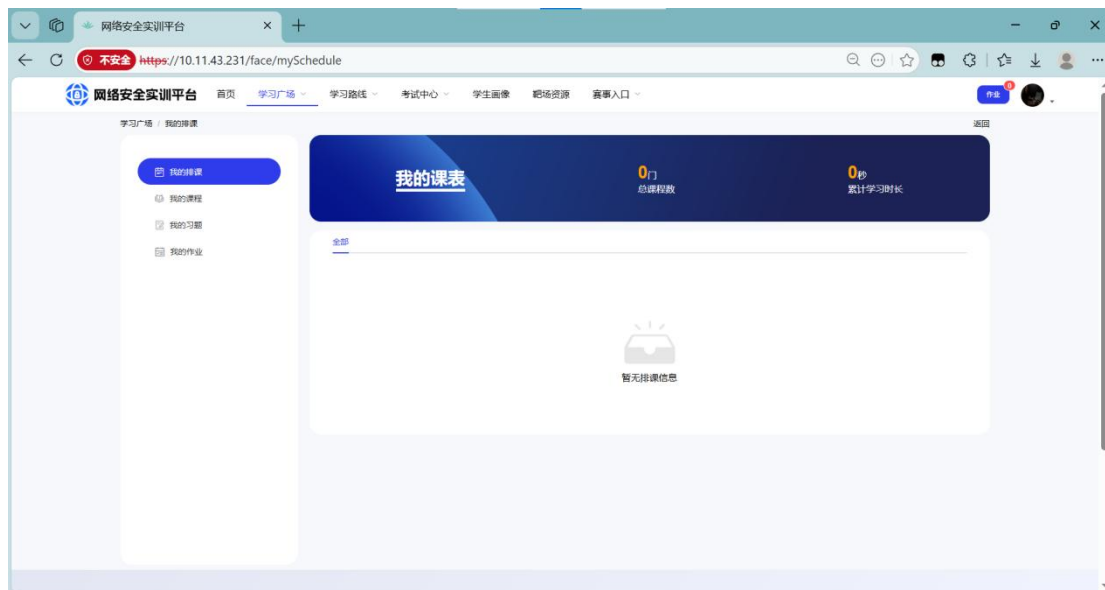 网络安全实训平台
不安全 https://10.11.43.231/face/mySchedule
网络安全实训平台 首页 学习广场 学习路线 考试中心 学生画像 靶场资源 赛事入口 作业 0
学习广场 / 我的排课 返回
我的排课
我的课程
我的习题
我的作业
我的课表
0门
总课程数
0秒
累计学习时长
全部
暂无排课信息